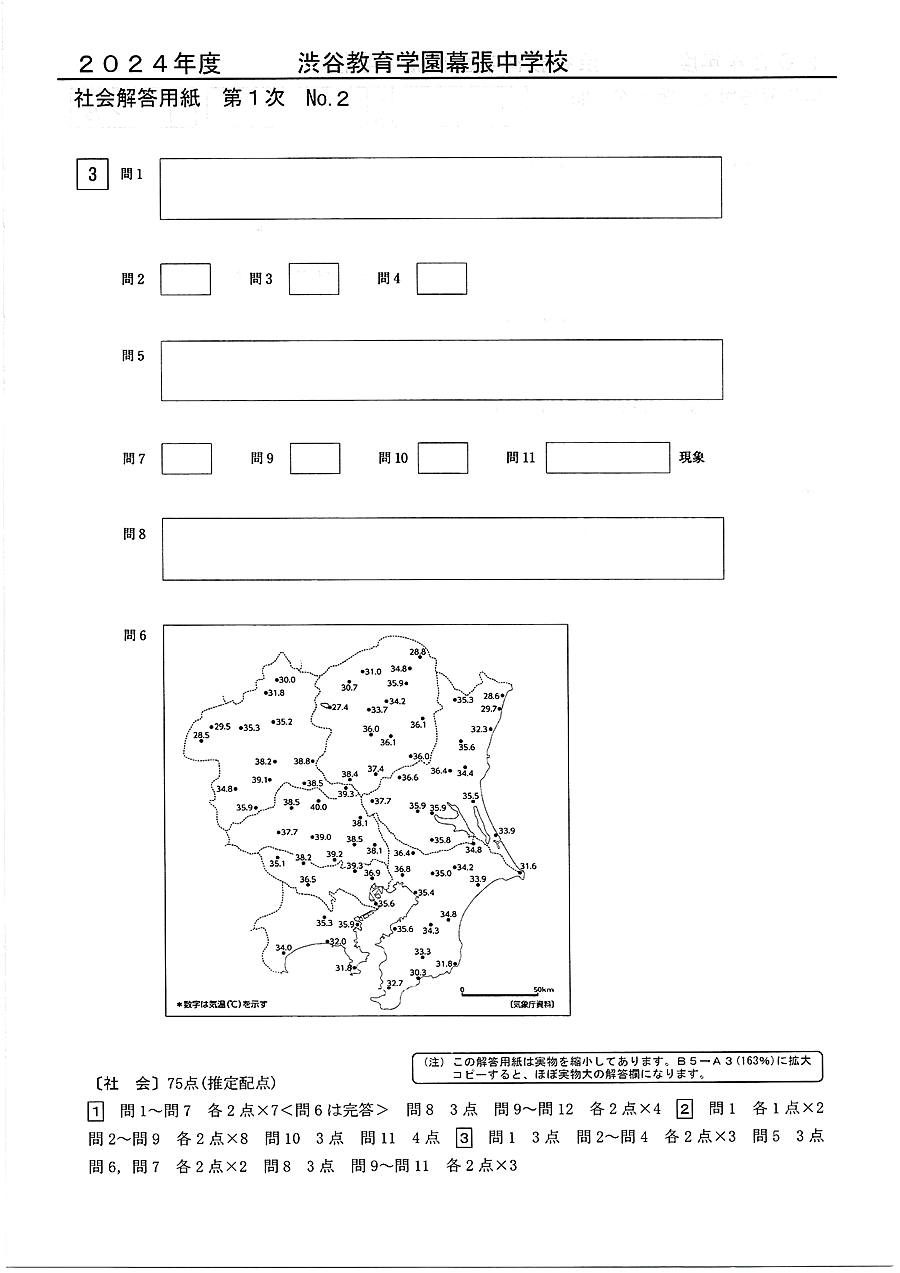 2024年度 渋谷教育学園幕張中学校
社会解答用紙 第1次 No.2
3 問1
問2 問3 問4
問5
問7 問9 問10 問11 現象
問8
問6
28.8
31.0 34.8
30.0 30.7 35.9
31.8 27.4 34.2 35.3 28.6
33.7 29.7
29.5 35.3 35.2 36.0 36.1 32.3
28.5 36.1 35.6
38.2 38.8 36.0
39.1 38.5 38.4 37.4 36.6 36.4 34.4
34.8 39.3
35.9 38.5 40.0 37.7 35.9 35.9 35.5
38.1
37.7 39.0 38.5 35.8 33.9
38.1 34.8
35.1 38.2 39.2 36.4
39.3 36.9 36.8 35.0 34.2 31.6
36.5 33.9
35.6 35.4
35.3 35.9 35.6 34.3 34.8
34.0 32.0
33.3
31.8 31.8
30.3
32.7
0 50km
*数字は気温(℃)を示す 〔気象庁資料〕
(注) この解答用紙は実物を縮小してあります。B5→A3(163%)に拡大
コピーすると、ほぼ実物大の解答欄になります。
〔社 会〕75点(推定配点)
1 問1〜問7 各2点×7<問6は完答> 問8 3点 問9〜問12 各2点×4 2 問1 各1点×2
問2〜問9 各2点×8 問10 3点 問11 4点 3 問1 3点 問2〜問4 各2点×3 問5 3点
問6,問7 各2点×2 問8 3点 問9〜問11 各2点×3